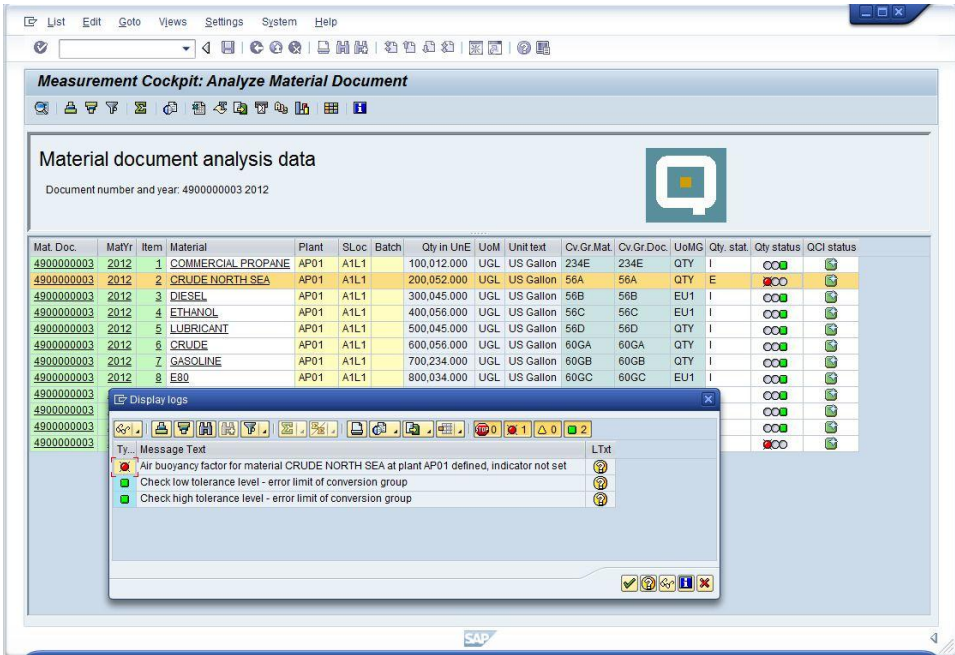 List Edit Goto Views Settings System Help
Measurement Cockpit: Analyze Material Document
Material document analysis data
Document number and year: 4900000003 2012
Mat. Doc. MatYr Item Material Plant SLoc Batch Qty in UnE UoM Unit text Cv.Gr.Mat. Cv.Gr.Doc. UoMG Qty. stat. Qty status QCI status
4900000003 2012 1 COMMERCIAL PROPANE AP01 A1L1 100,012.000 UGL US Gallon 234E 234E QTY I
4900000003 2012 2 CRUDE NORTH SEA AP01 A1L1 200,052.000 UGL US Gallon 56A 56A QTY E
4900000003 2012 3 DIESEL AP01 A1L1 300,045.000 UGL US Gallon 56B 56B EU1 I
4900000003 2012 4 ETHANOL AP01 A1L1 400,056.000 UGL US Gallon 56C 56C EU1 I
4900000003 2012 5 LUBRICANT AP01 A1L1 500,045.000 UGL US Gallon 56D 56D QTY I
4900000003 2012 6 CRUDE AP01 A1L1 600,056.000 UGL US Gallon 60GA 60GA QTY I
4900000003 2012 7 GASOLINE AP01 A1L1 700,234.000 UGL US Gallon 60GB 60GB QTY I
4900000003 2012 8 E80 AP01 A1L1 800,034.000 UGL US Gallon 60GC 60GC EU1 I
4900000003
4900000003
4900000003
4900000003
Display logs
STOP 0 1 0 2
Ty... Message Text LTxt
Air buoyancy factor for material CRUDE NORTH SEA at plant AP01 defined, indicator not set
Check low tolerance level - error limit of conversion group
Check high tolerance level - error limit of conversion group
SAP